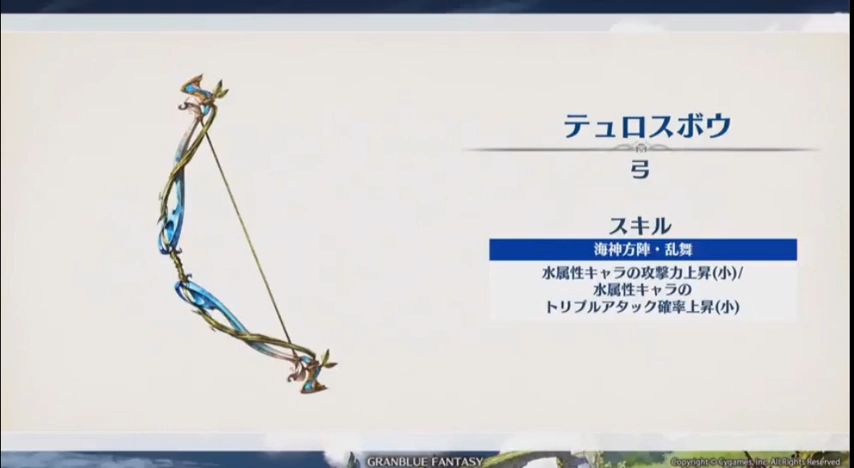 テュロスボウ
弓
スキル
海神方陣・乱舞
水属性キャラの攻撃力上昇(小)/
水属性キャラの
トリプルアタック確率上昇(小)
GRANBLUE FANTASY
Copyright © Cygames, Inc. All Rights Reserved